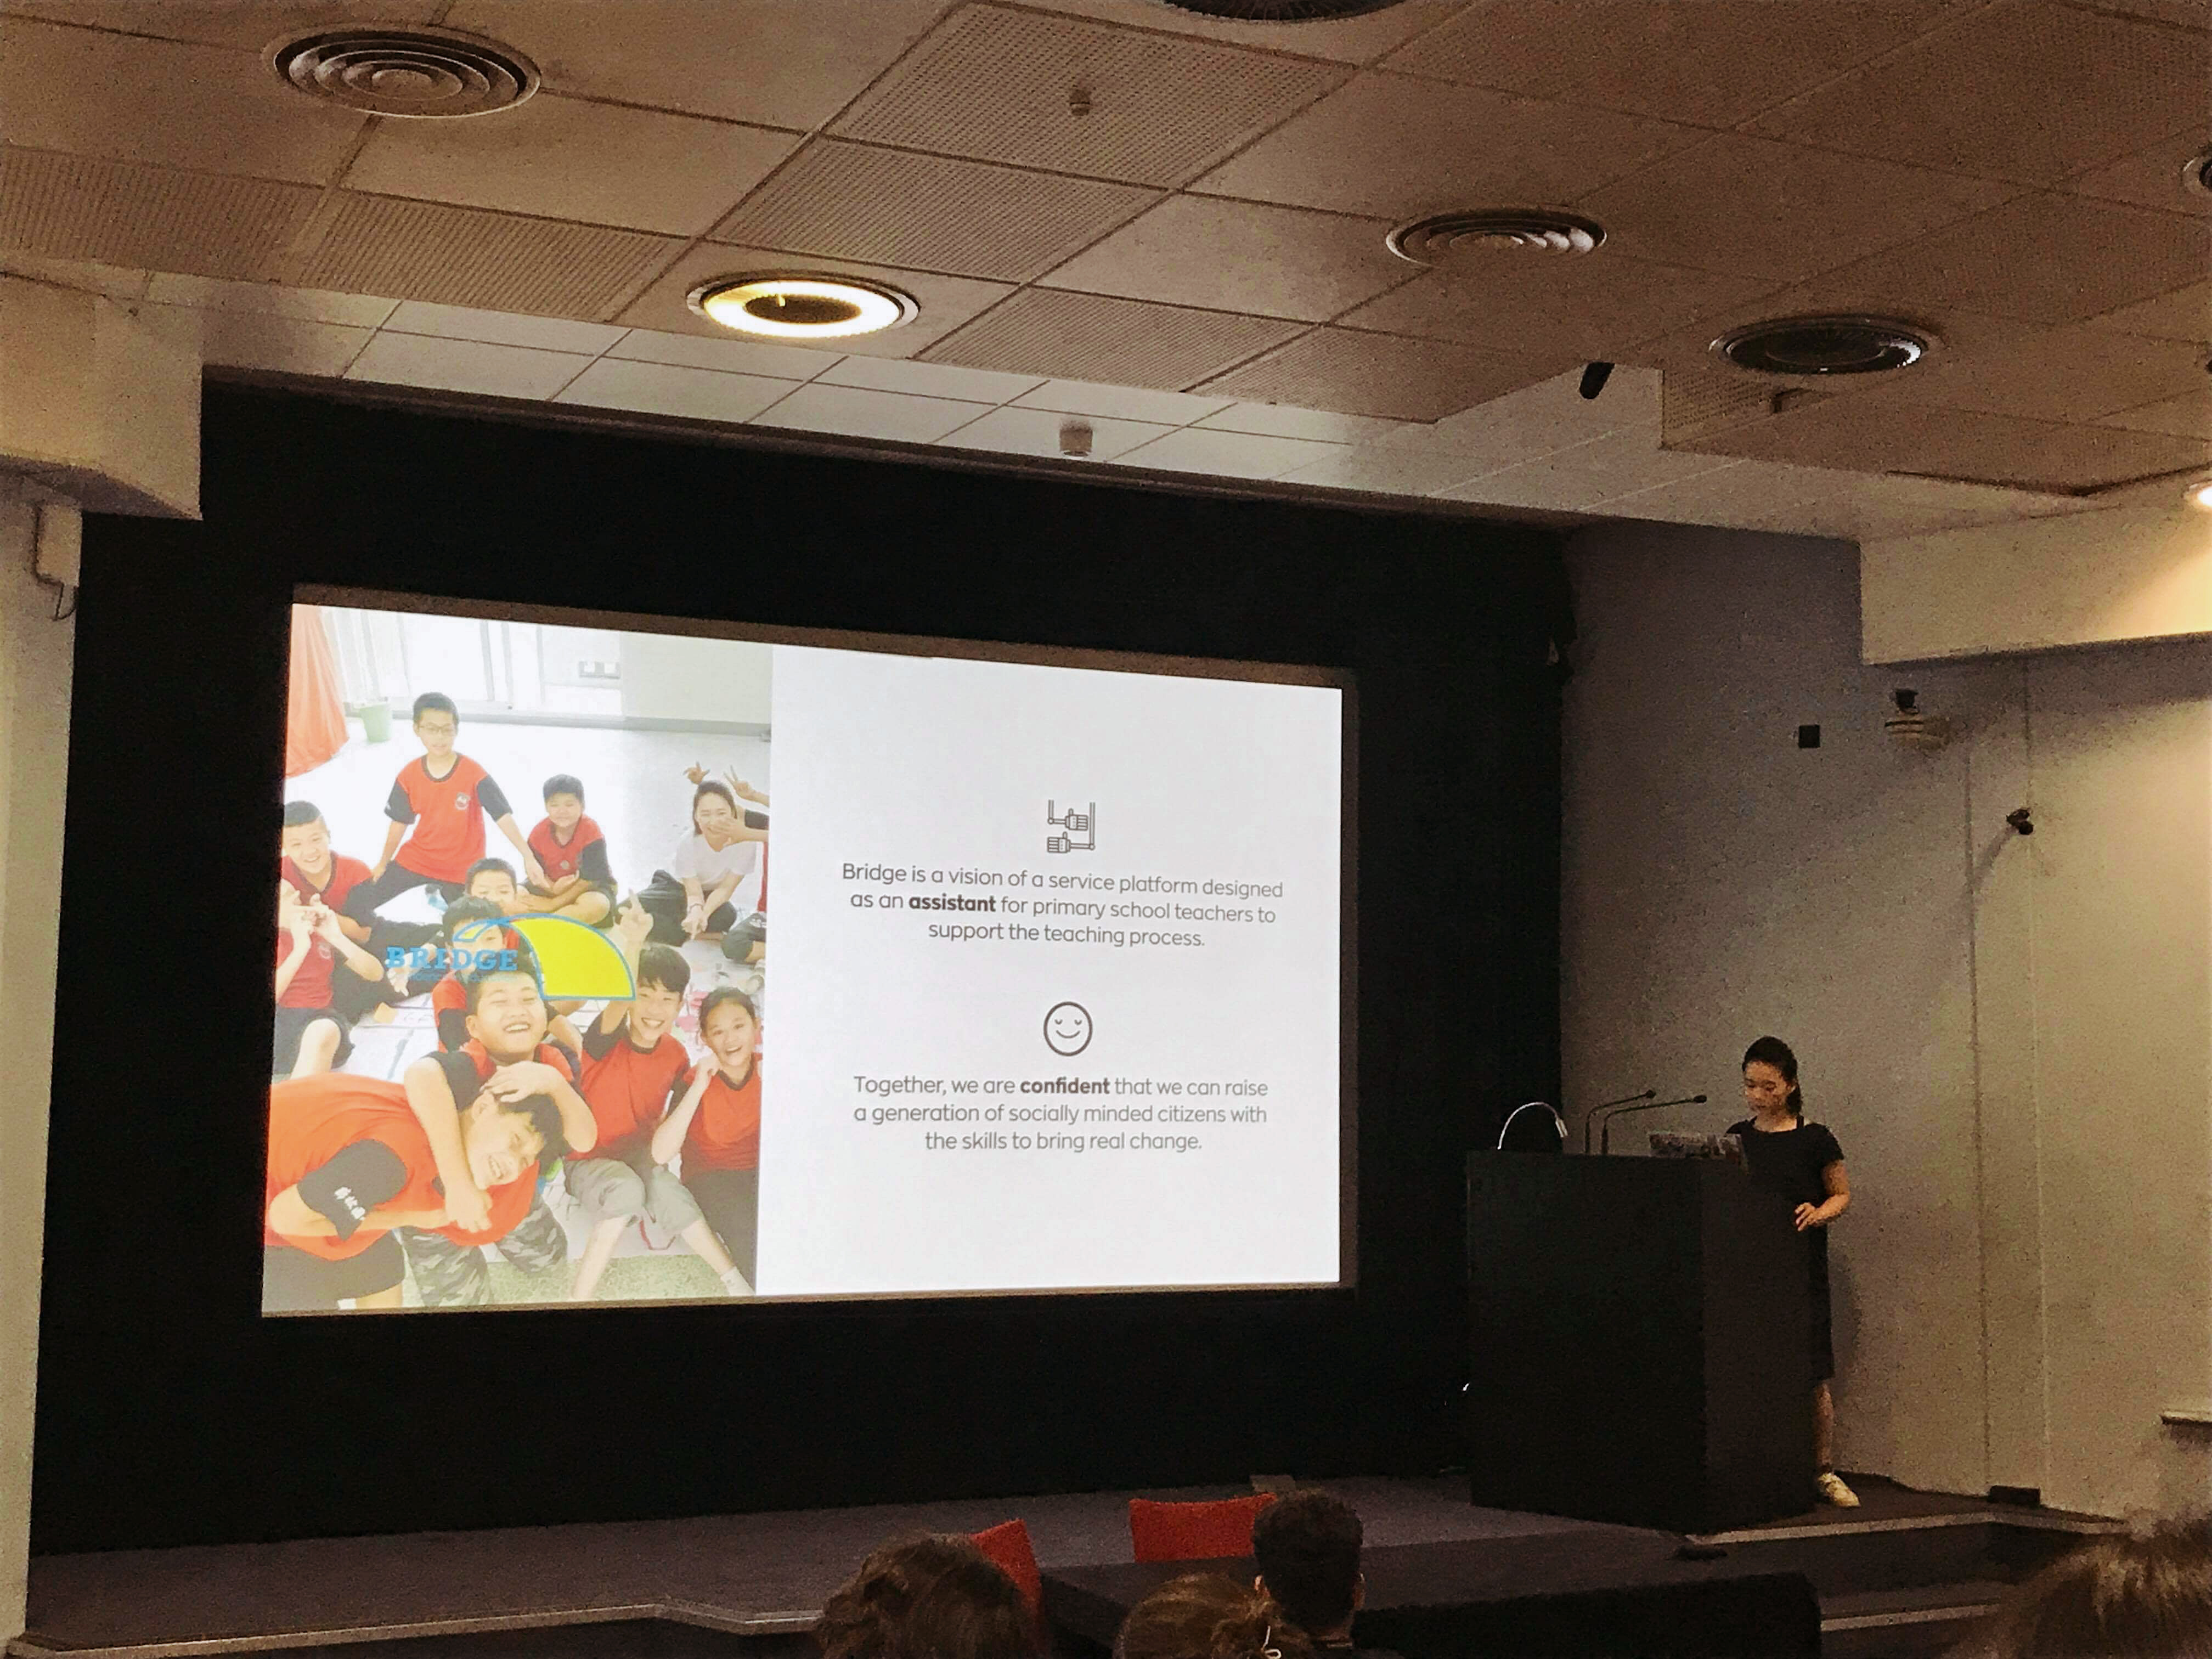 BRIDGE
Bridge is a vision of a service platform designed
as an assistant for primary school teachers to
support the teaching process.
Together, we are confident that we can raise
a generation of socially minded citizens with
the skills to bring real change.